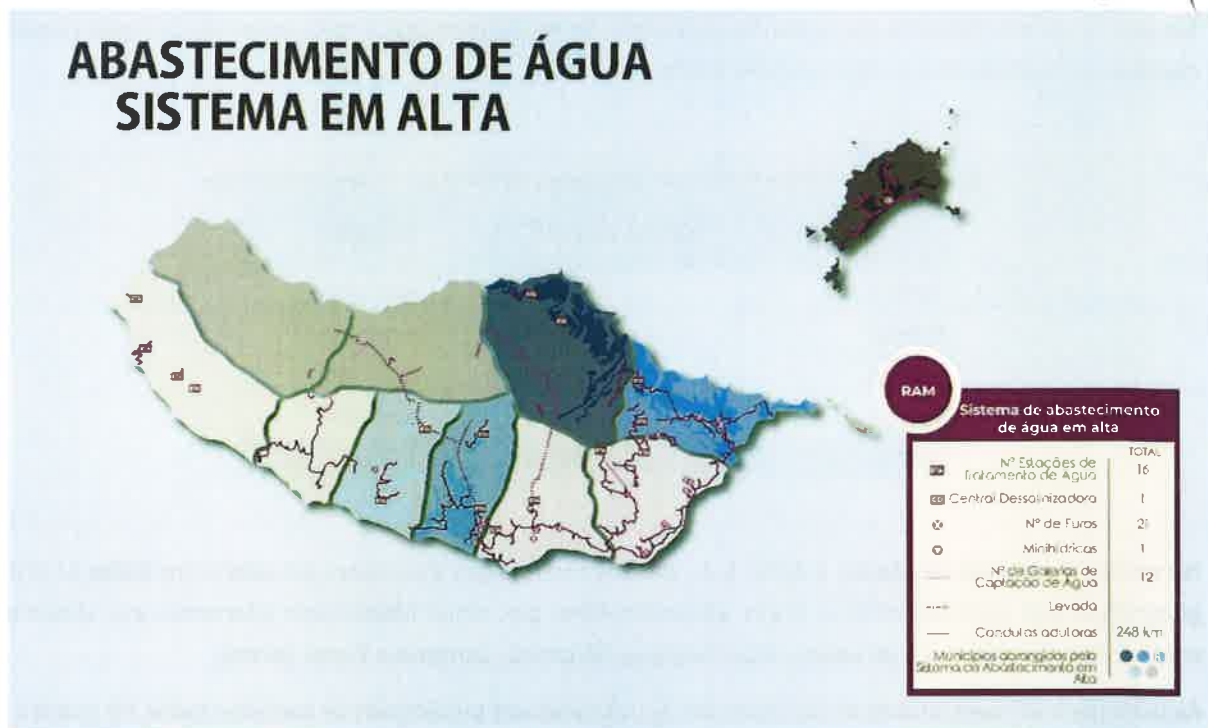 ABASTECIMENTO DE ÁGUA
SISTEMA EM ALTA
RAM
Sistema de abastecimento
de água em alta
TOTAL
Nº Estações de
Tratamento de Água
16
Central Dessalinizadora
1
Nº de Furos
Minihídricas
1
Nº de Galerias de
Captação de Água
12
Levada
Condutas adutoras
248 km
Municípios abrangidos pelo
Sistema de Abastecimento em
Alta